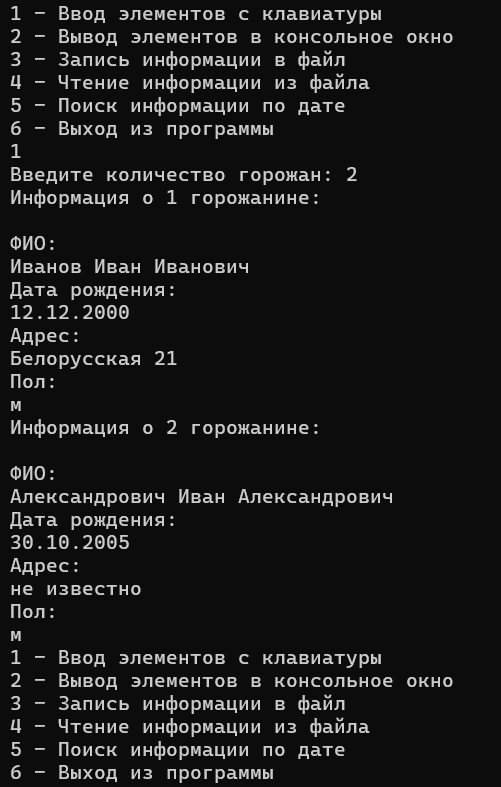 1 – Ввод элементов с клавиатуры
2 – Вывод элементов в консольное окно
3 – Запись информации в файл
4 – Чтение информации из файла
5 – Поиск информации по дате
6 – Выход из программы
1
Введите количество горожан: 2
Информация о 1 горожанине:
ФИО:
Иванов Иван Иванович
Дата рождения:
12.12.2000
Адрес:
Белорусская 21
Пол:
м
Информация о 2 горожанине:
ФИО:
Александрович Иван Александрович
Дата рождения:
30.10.2005
Адрес:
не известно
Пол:
м
1 – Ввод элементов с клавиатуры
2 – Вывод элементов в консольное окно
3 – Запись информации в файл
4 – Чтение информации из файла
5 – Поиск информации по дате
6 – Выход из программы